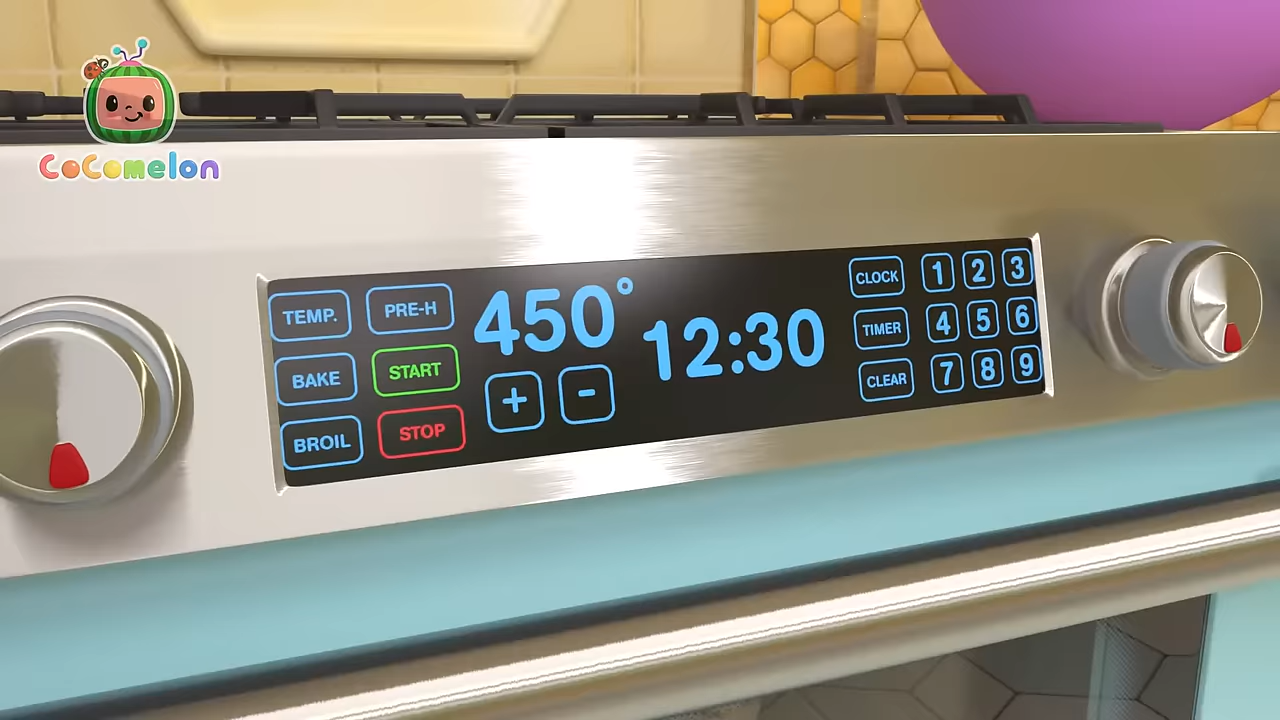 CoComelon
TEMP. PRE-H 450° 12:30 CLOCK 1 2 3
BAKE START + - TIMER 4 5 6
BROIL STOP CLEAR 7 8 9